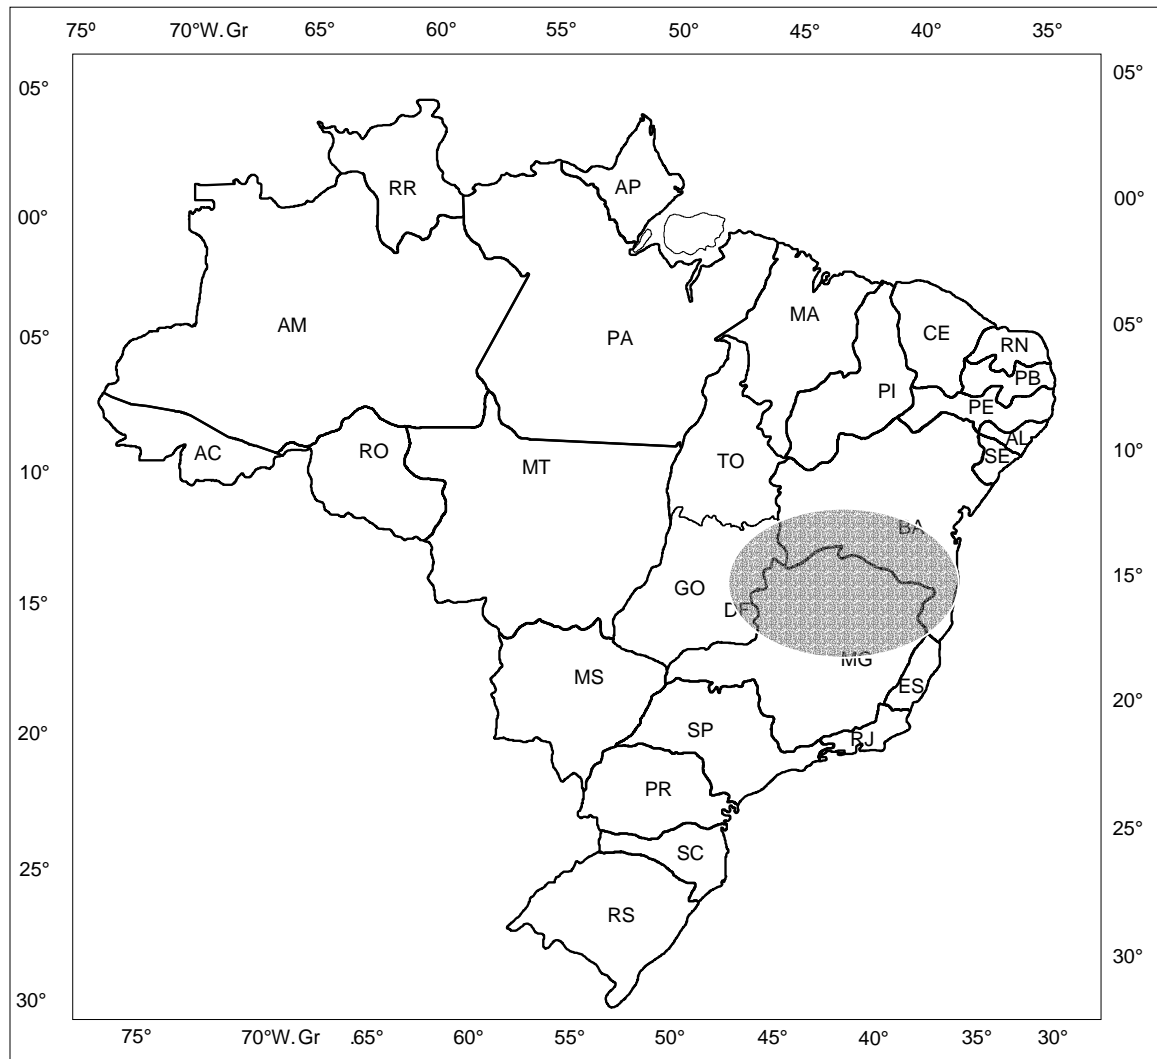 75° 70°W.Gr 65° 60° 55° 50° 45° 40° 35°
05° 05°
RR AP
00° 00°
AM PA MA CE RN
05° 05°
PI PB
PE
AL
AC RO MT TO SE
10° 10°
BA
GO 15°
15° DF
MG
MS ES 20°
20° SP RJ
PR
25°
SC
25°
RS
30°
30°
75° 70°W.Gr .65° 60° 55° 50° 45° 40° 35° 30°